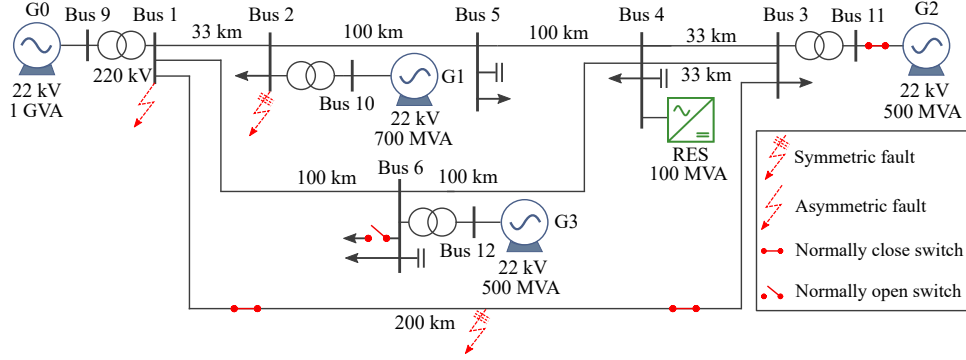 G0
Bus 9
Bus 1
33 km
Bus 2
100 km
Bus 5
100 km
Bus 4
33 km
Bus 3
Bus 11
G2
22 kV
1 GVA
220 kV
Bus 10
G1
22 kV
700 MVA
33 km
RES
100 MVA
22 kV
500 MVA
100 km
Bus 6
100 km
Bus 12
G3
22 kV
500 MVA
200 km
Symmetric fault
Asymmetric fault
Normally close switch
Normally open switch